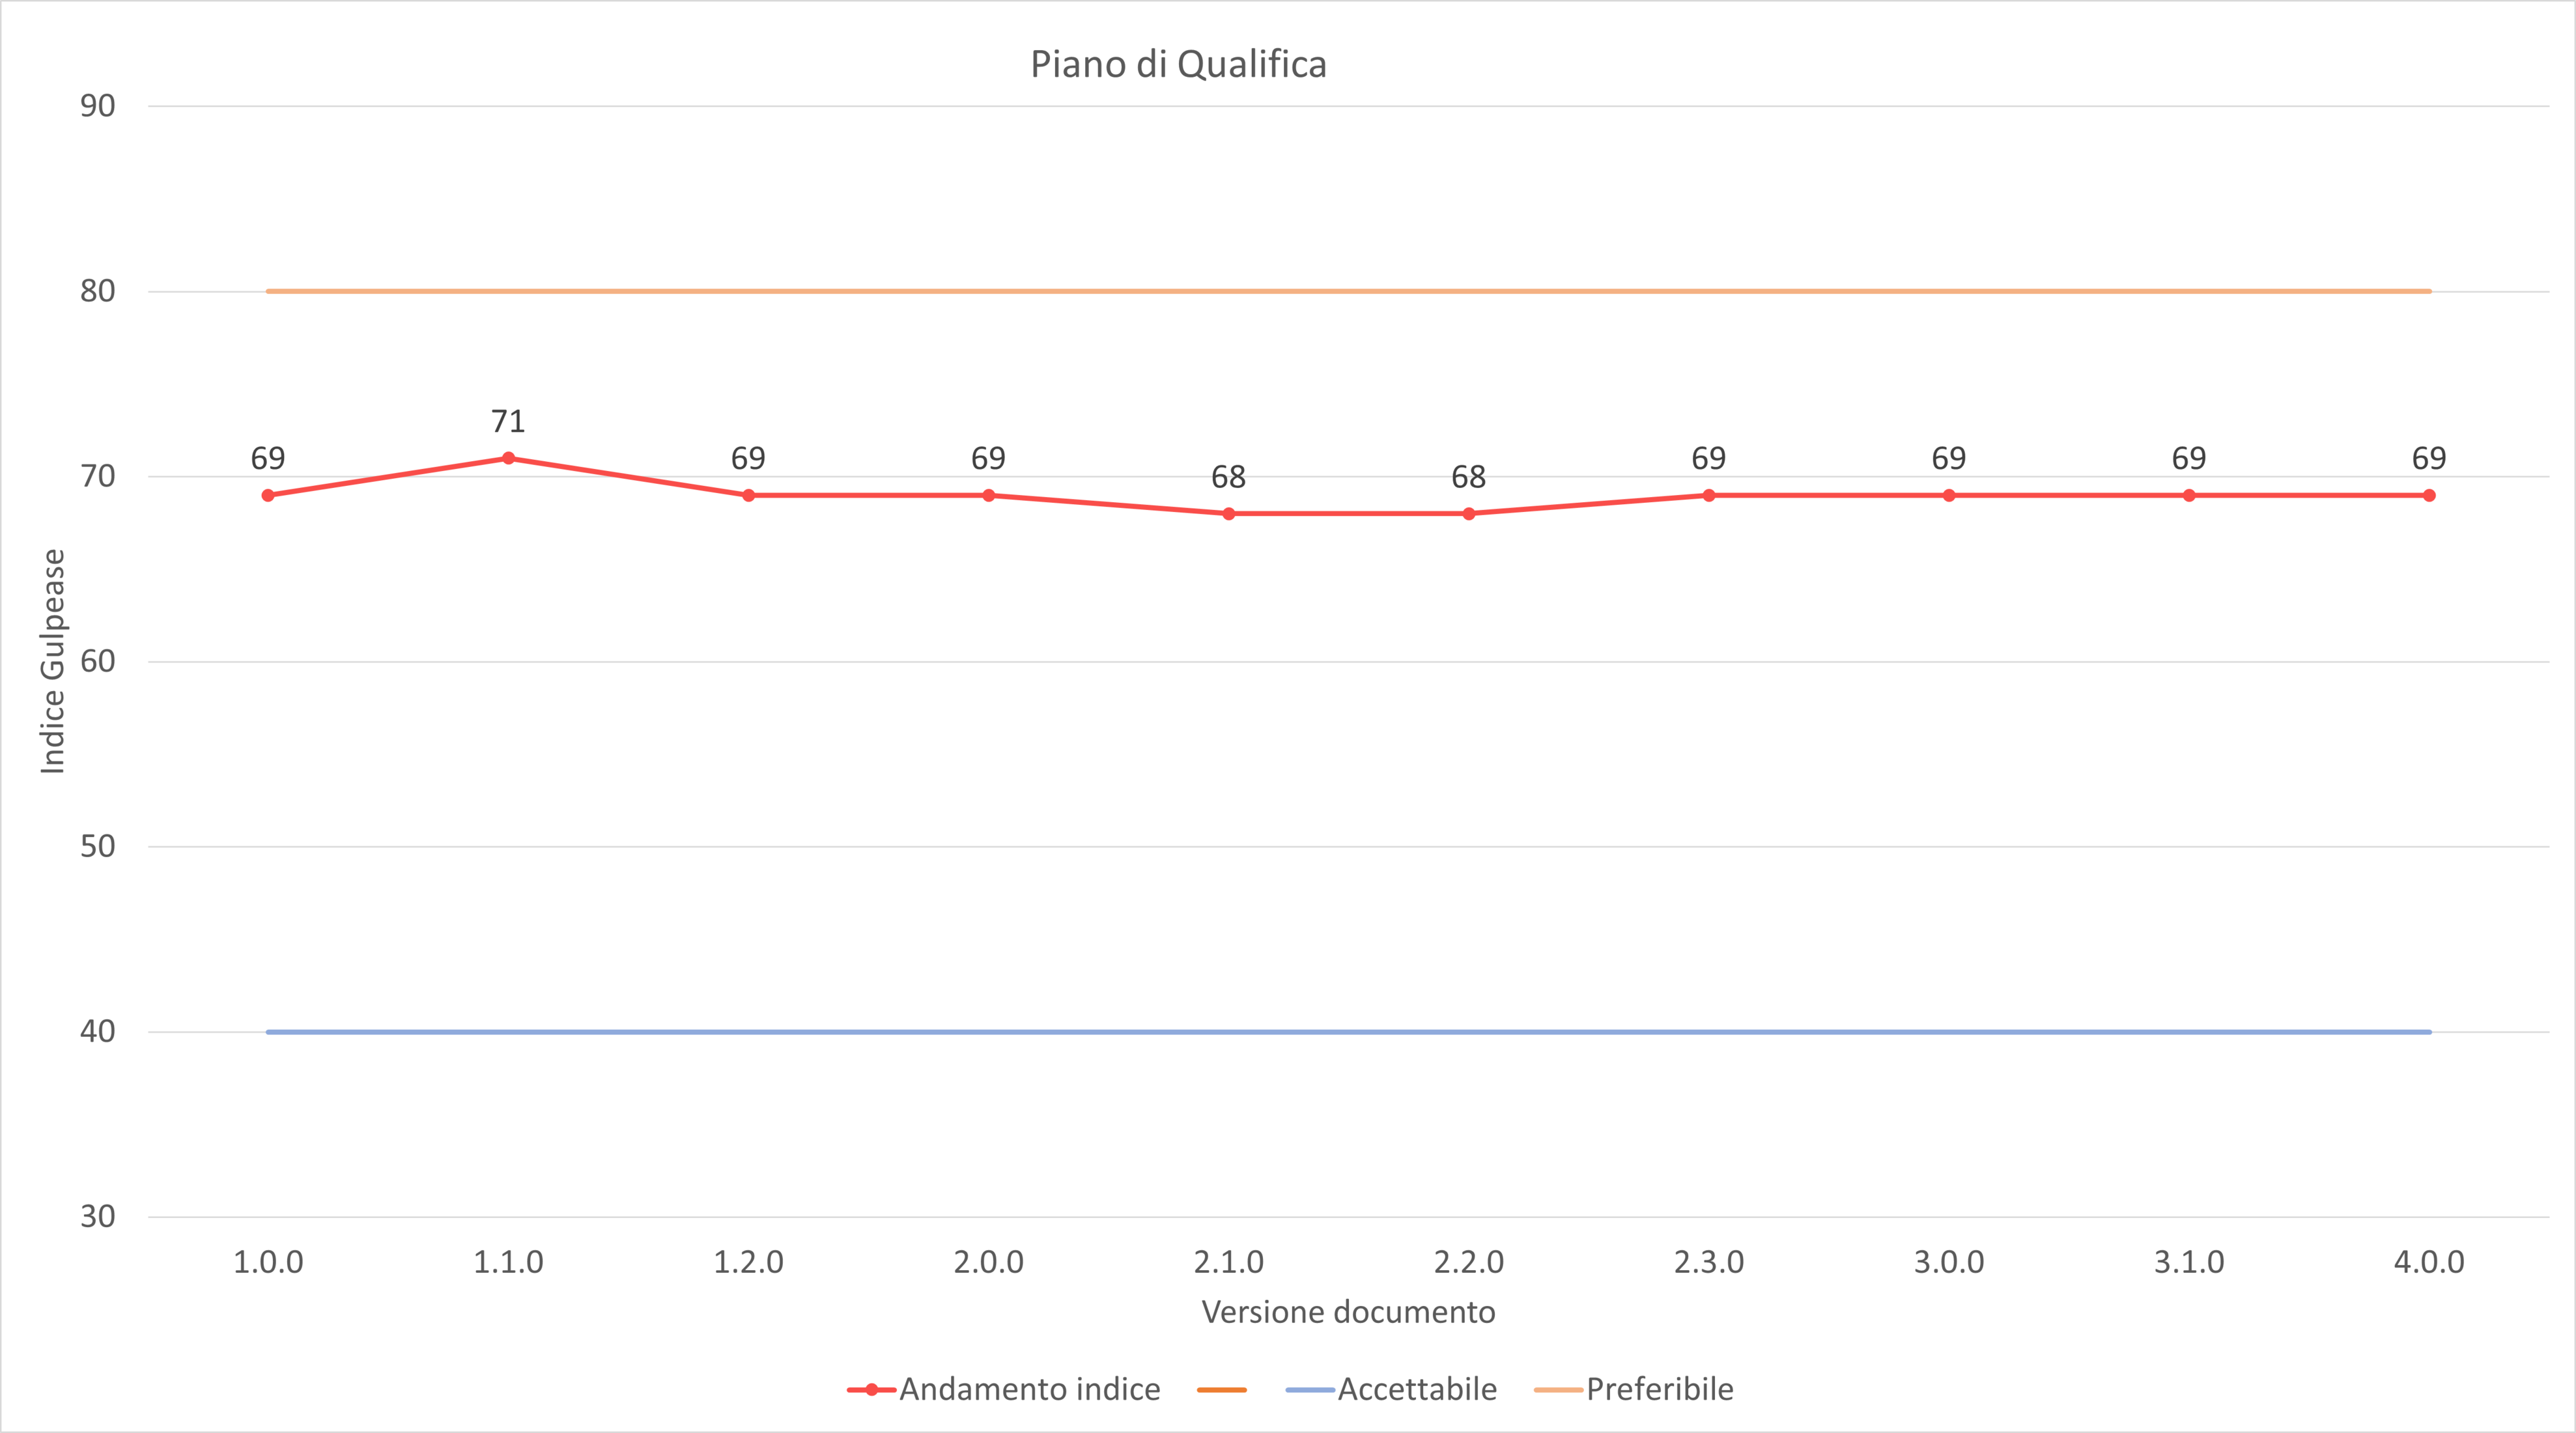 Piano di Qualifica
90
80
70
60
50
40
30
Indice Gulpease
69 71 69 69 68 68 69 69 69 69
1.0.0 1.1.0 1.2.0 2.0.0 2.1.0 2.2.0 2.3.0 3.0.0 3.1.0 4.0.0
Versione documento
Andamento indice Accettabile Preferibile